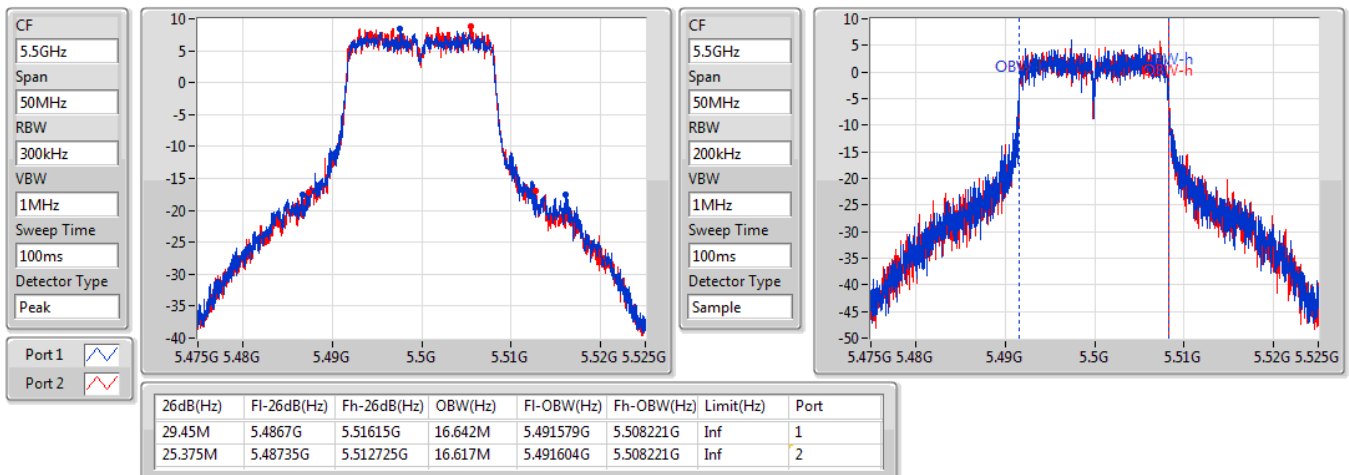 CF
5.5GHz
Span
50MHz
RBW
300kHz
VBW
1MHz
Sweep Time
100ms
Detector Type
Peak
Port 1
Port 2
10
5
0
-5
-10
-15
-20
-25
-30
-35
-40
5.475G 5.48G 5.49G 5.5G 5.51G 5.52G 5.525G
CF
5.5GHz
Span
50MHz
RBW
200kHz
VBW
1MHz
Sweep Time
100ms
Detector Type
Sample
10
5
0
-5
-10
-15
-20
-25
-30
-35
-40
-45
-50
OBW-h
5.475G 5.48G 5.49G 5.5G 5.51G 5.52G 5.525G
26dB(Hz) Fl-26dB(Hz) Fh-26dB(Hz) OBW(Hz) Fl-OBW(Hz) Fh-OBW(Hz) Limit(Hz) Port
29.45M 5.4867G 5.51615G 16.642M 5.491579G 5.508221G Inf 1
25.375M 5.48735G 5.512725G 16.617M 5.491604G 5.508221G Inf 2